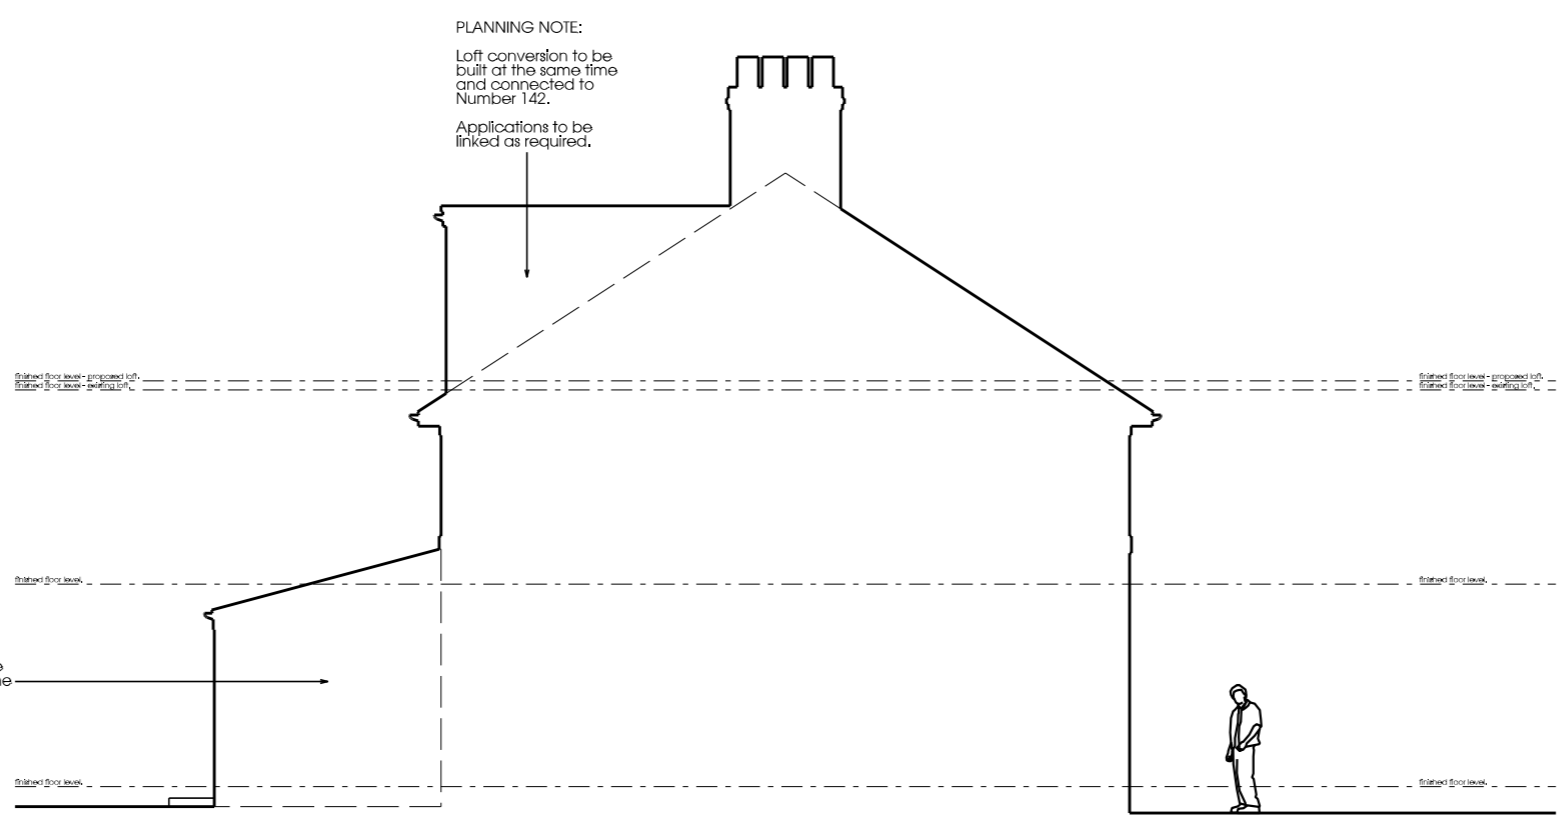 PLANNING NOTE:
Loft conversion to be
built at the same time
and connected to
Number 142.
Applications to be
linked as required.
finished floor level - proposed loft.
finished floor level - existing loft.
finished floor level - proposed loft.
finished floor level - existing loft.
finished floor level.
finished floor level.
finished floor level.
finished floor level.